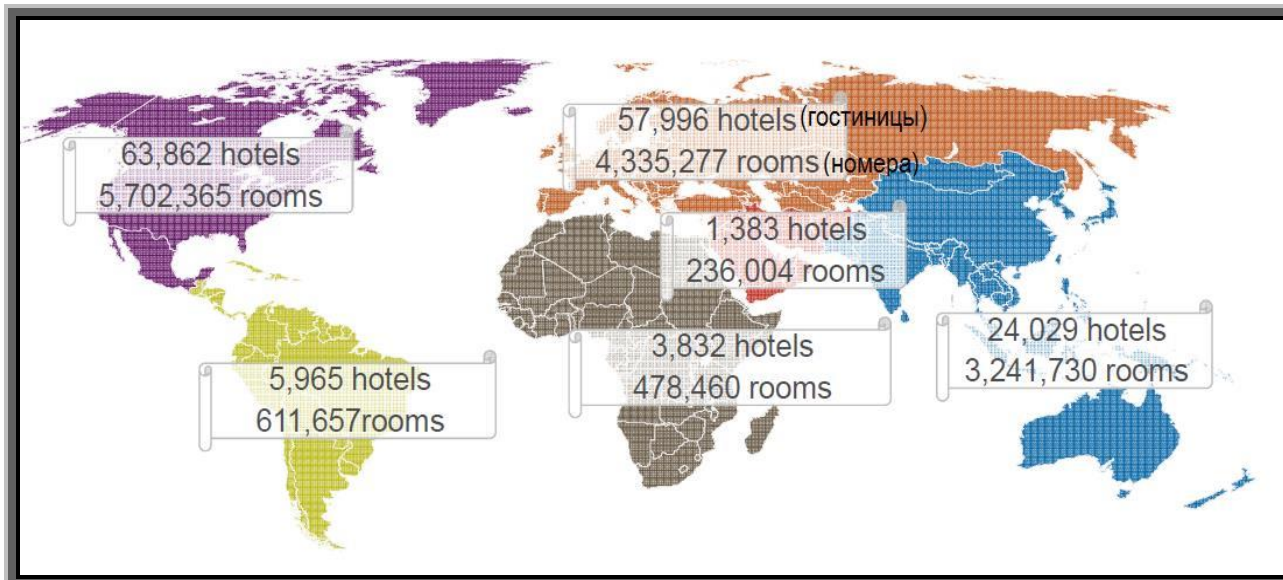 57,996 hotels (гостиницы)
4,335,277 rooms (номера)
63,862 hotels
5,702,365 rooms
1,383 hotels
236,004 rooms
24,029 hotels
3,241,730 rooms
3,832 hotels
478,460 rooms
5,965 hotels
611,657rooms